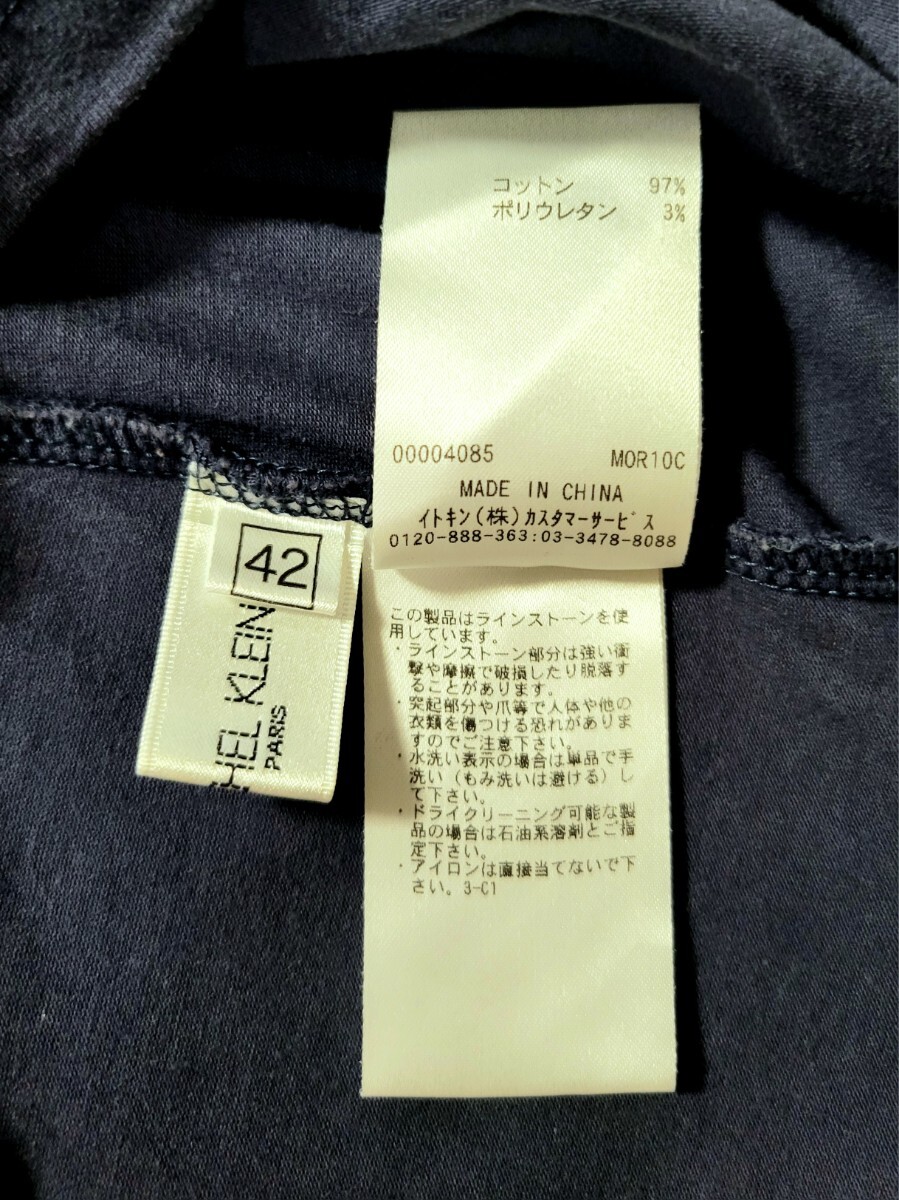 コットン 97%
ポリウレタン 3%
00004085 MOR10C
MADE IN CHINA
イトキン(株)カスタマーサービス
0120-888-363:03-3478-8088
42
HEL KLEIN
PARIS
この製品はラインストーンを使
用しています。
・ラインストーン部分は強い衝
撃や摩擦で破損したり脱落す
ることがあります。
・突起部分や爪等で人体や他の
衣類を傷つける恐れがありま
すのでご注意下さい。
・水洗い表示の場合は単品で手
洗い(もみ洗いは避ける)し
て下さい。
・ドライクリーニング可能な製
品の場合は石油系溶剤とご指
定下さい。
・アイロンは直接当てないで下
さい。3-C1